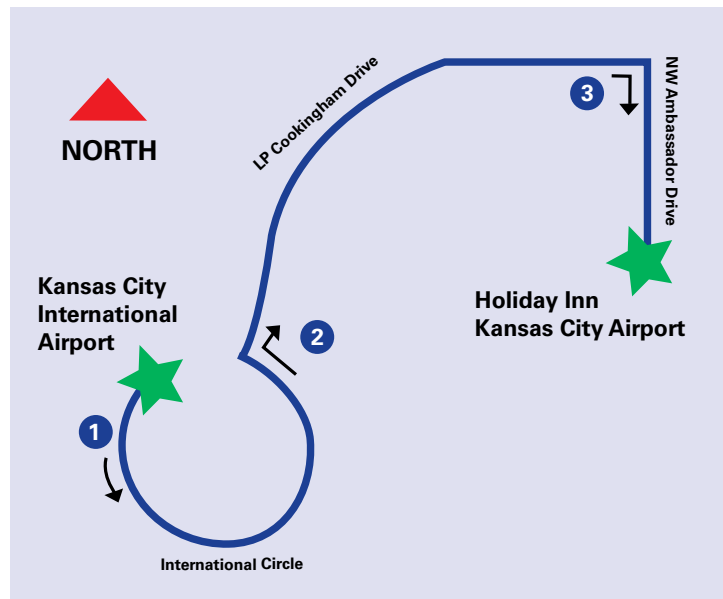 LP Cookingham Drive
NW Ambassador Drive
3
NORTH
Kansas City
International
Airport
Holiday Inn
Kansas City Airport
2
1
International Circle